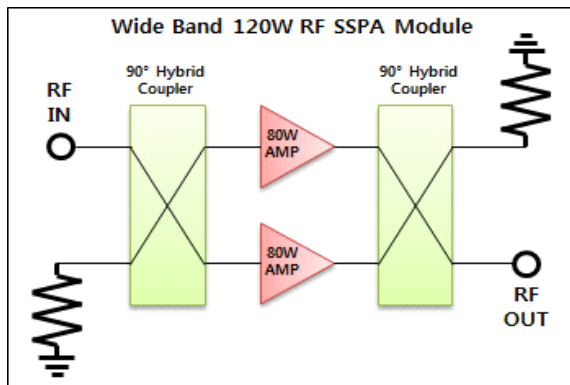 Wide Band 120W RF SSPA Module
90° Hybrid
Coupler
90° Hybrid
Coupler
RF
IN
80W
AMP
80W
AMP
RF
OUT